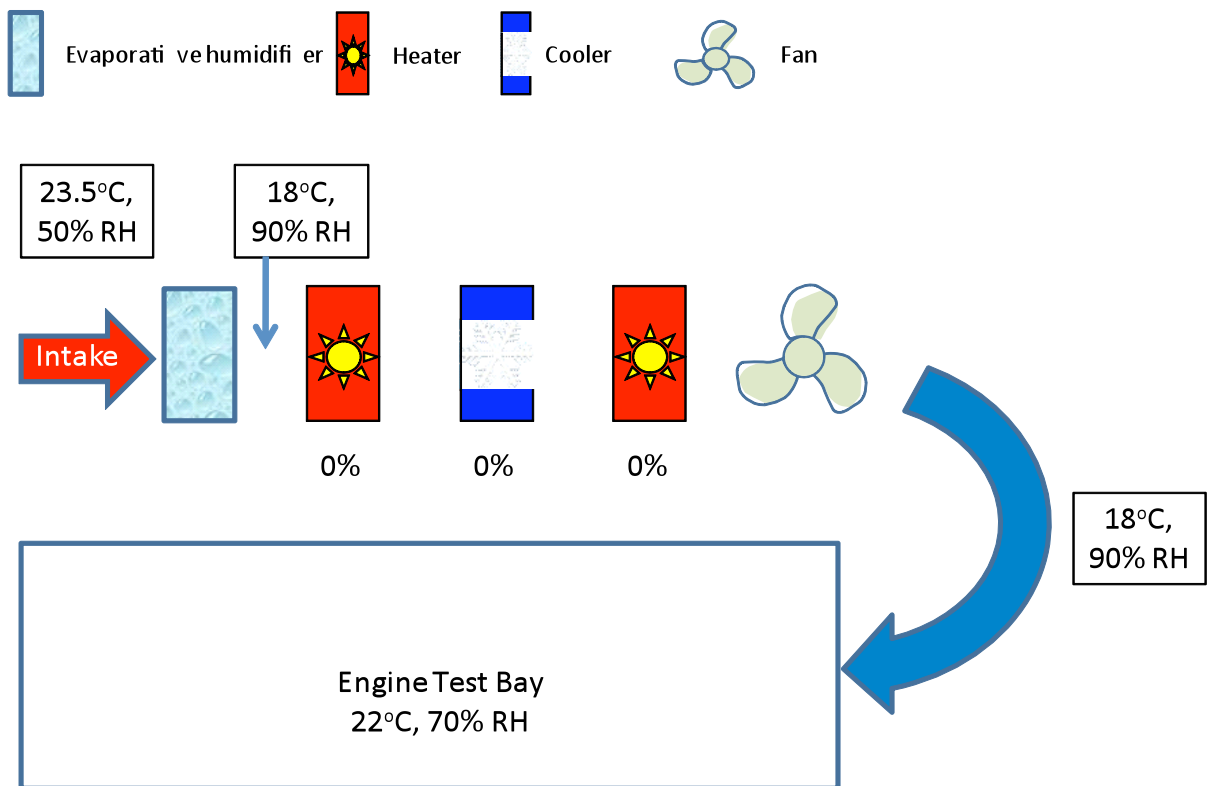 Evaporati ve humidifi er
Heater
Cooler
Fan
23.5°C,
50% RH
18°C,
90% RH
Intake
0%
0%
0%
18°C,
90% RH
Engine Test Bay
22°C, 70% RH